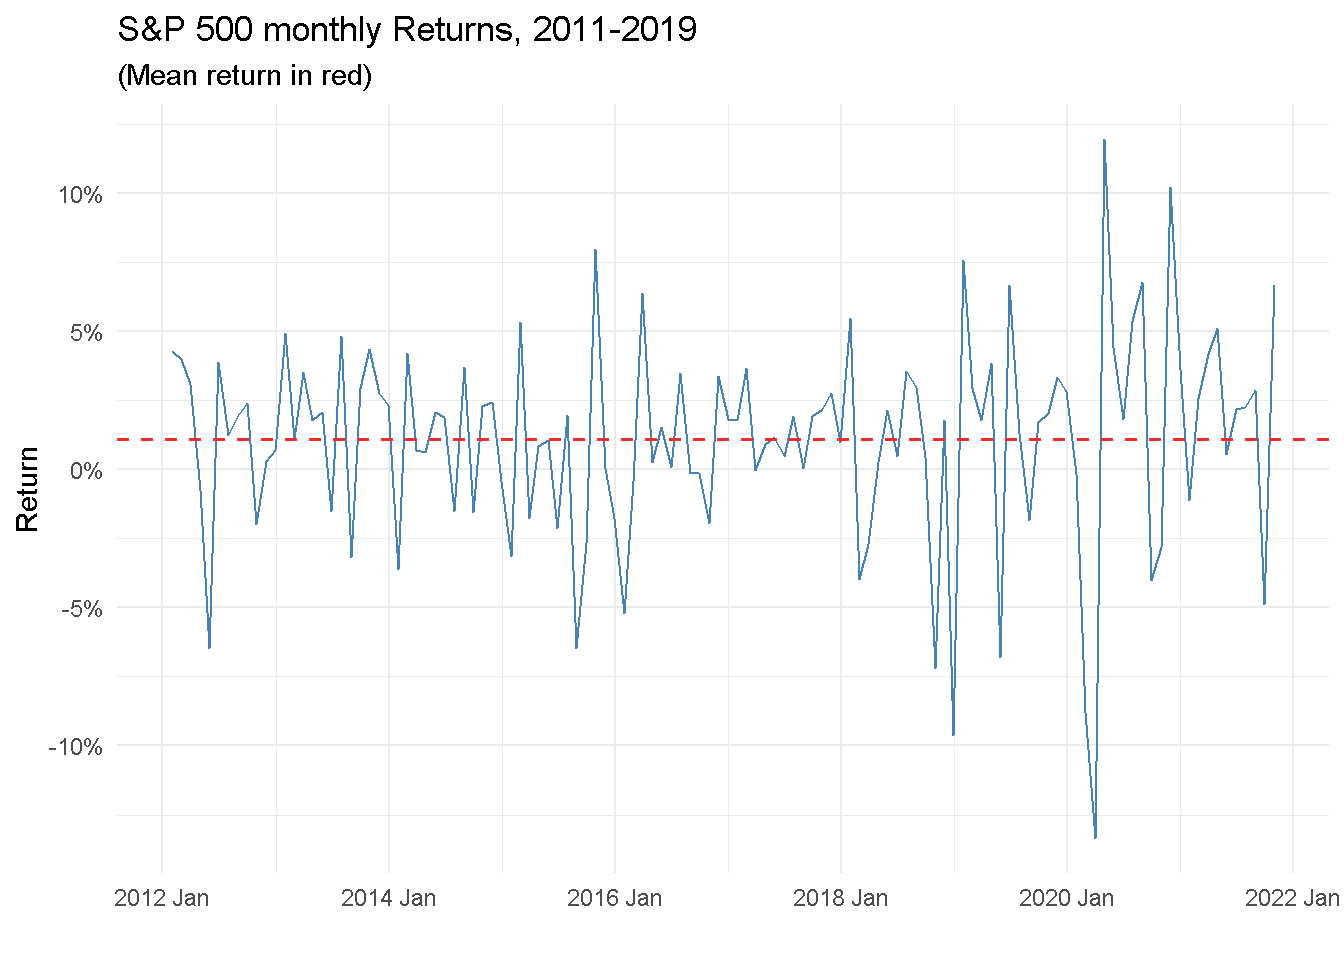 S&P 500 monthly Returns, 2011-2019
(Mean return in red)
10%
5%
0%
-5%
-10%
Return
2012 Jan
2014 Jan
2016 Jan
2018 Jan
2020 Jan
2022 Jan